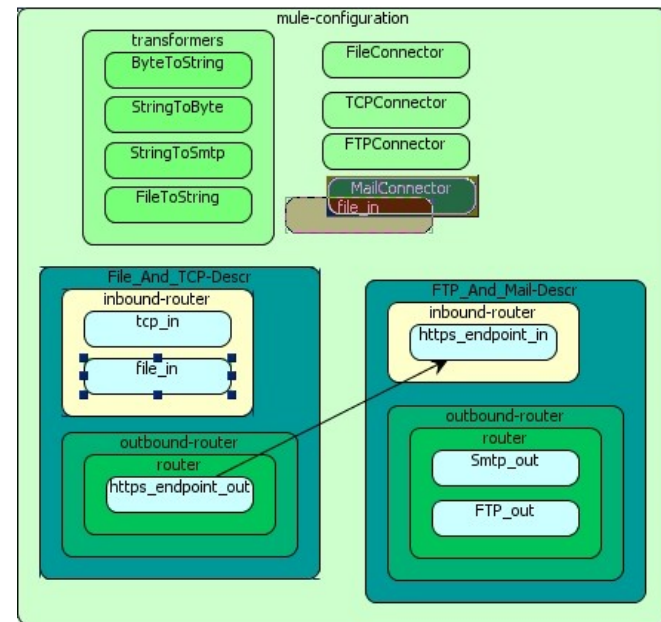 mule-configuration
transformers
ByteToString
StringToByte
StringToSmtp
FileToString
FileConnector
TCPConnector
FTPConnector
MailConnector
file_in
File_And_TCP-Descr
inbound-router
tcp_in
file_in
outbound-router
router
https_endpoint_out
FTP_And_Mail-Descr
inbound-router
https_endpoint_in
outbound-router
router
Smtp_out
FTP_out